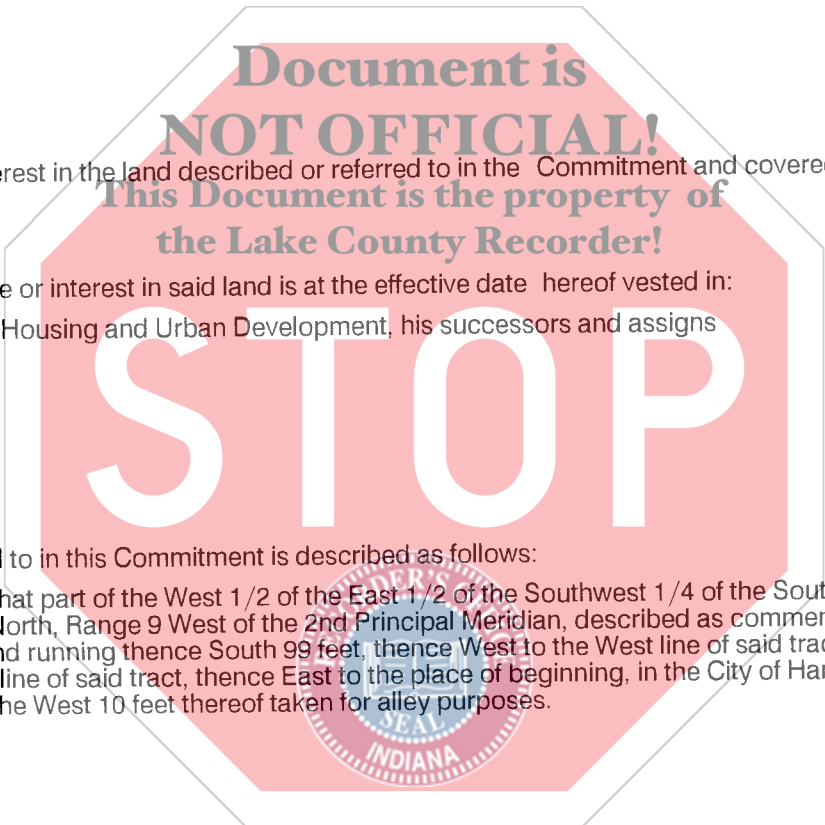 Document is
NOT OFFICIAL!
rest in the land described or referred to in the Commitment and covered
This Document is the property of
the Lake County Recorder!
e or interest in said land is at the effective date hereof vested in:
Housing and Urban Development, his successors and assigns
STOP
to in this Commitment is described as follows:
hat part of the West 1/2 of the East 1/2 of the Southwest 1/4 of the Sout
orth, Range 9 West of the 2nd Principal Meridian, described as commen
d running thence South 99 feet, thence West to the West line of said trac
line of said tract, thence East to the place of beginning, in the City of Ha
he West 10 feet thereof taken for alley purposes.
RECORDER'S OFFICE
SEAL
INDIANA